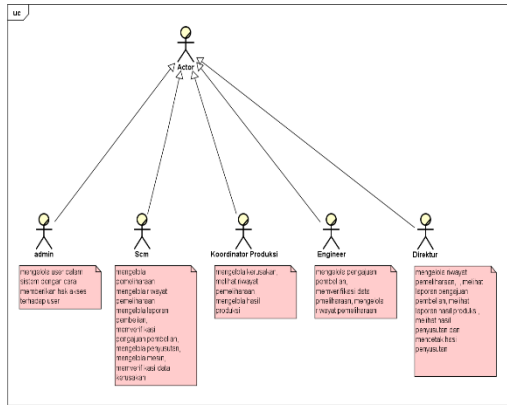 uc
Actor
admin
Scm
Koordinator Produksi
Engineer
Direktur
mengelola user dalam
sistem dengan cara
memberikan hak akses
terhadap user
mengelola
pemeliharaan
mengelola riwayat
pemeliharaan
mengelola laporan
pembelian,
memverifikasi
pengajuan pembelian,
mengelola penyusutan,
mengelola mesin,
memverifikasi data
kerusakan
mengelola kerusakan,
melihat riwayat
pemeliharaan
mengelola hasil
produksi
mengelola pengajuan
pembelian,
memverifikasi data
pmeliharaan, mengelola
riwayat pemeliharaan
mengelola riwayat
pemeliharaan, , melihat
laporan pengajuan
pembelian, melihat
laporan hasil produksi ,
melihat hasil
penyusutan dan
mencetak hasil
penyusutan